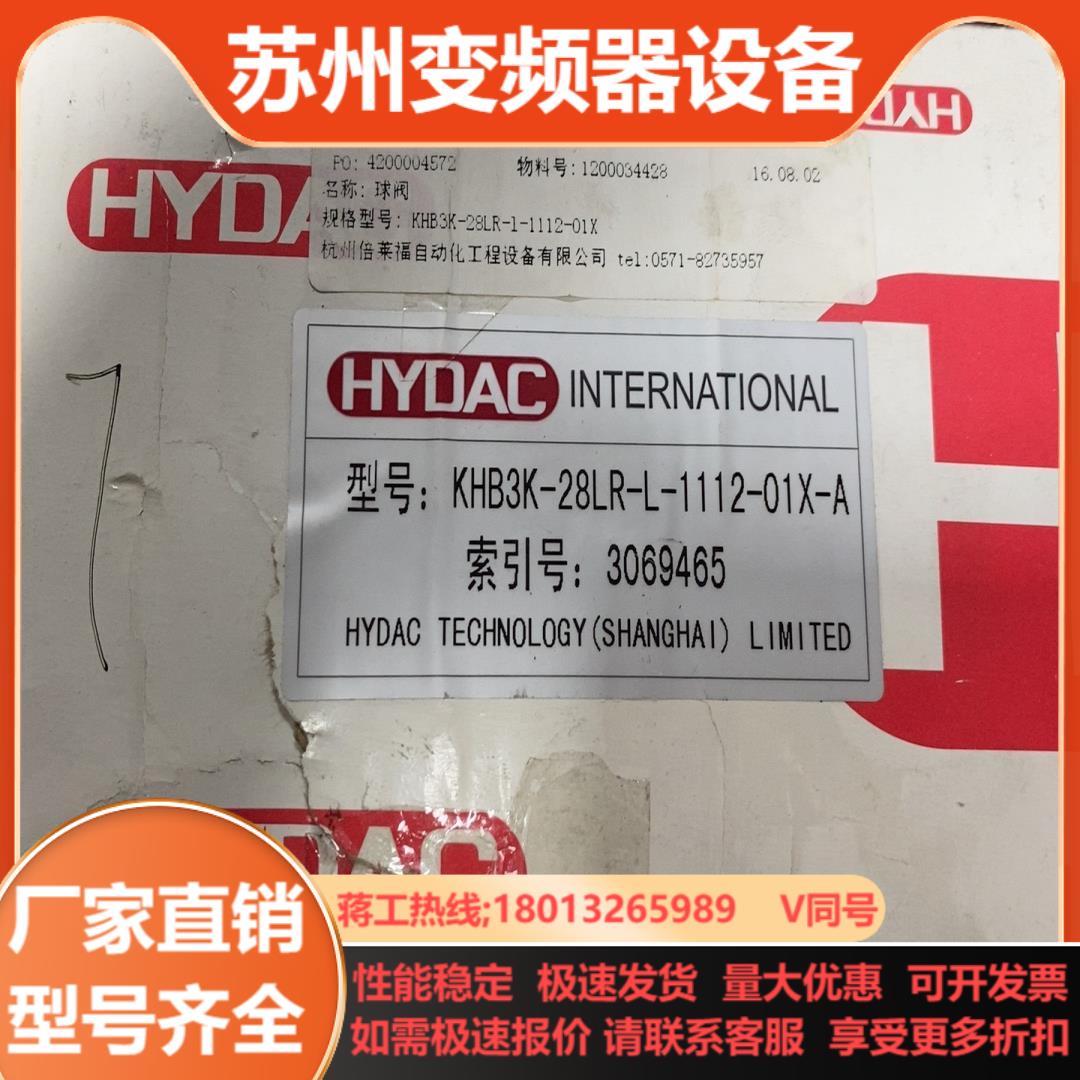 苏州变频器设备
HYD
HYDA
PO: 4200004572 物料号:1200034428 16.08.02
名称: 球阀
规格型号: KHB3K-28LR-1-1112-01X
杭州倍莱福自动化工程设备有限公司 tel:0571-82735957
HYDAC INTERNATIONAL
型号: KHB3K-28LR-L-1112-01X-A
索引号: 3069465
HYDAC TECHNOLOGY(SHANGHAI) LIMITED
YDAC
厂家直销
型号齐全
蒋工热线;18013265989 V同号
性能稳定 极速发货 量大优惠 可开发票
如需极速报价 请联系客服 享受更多折扣